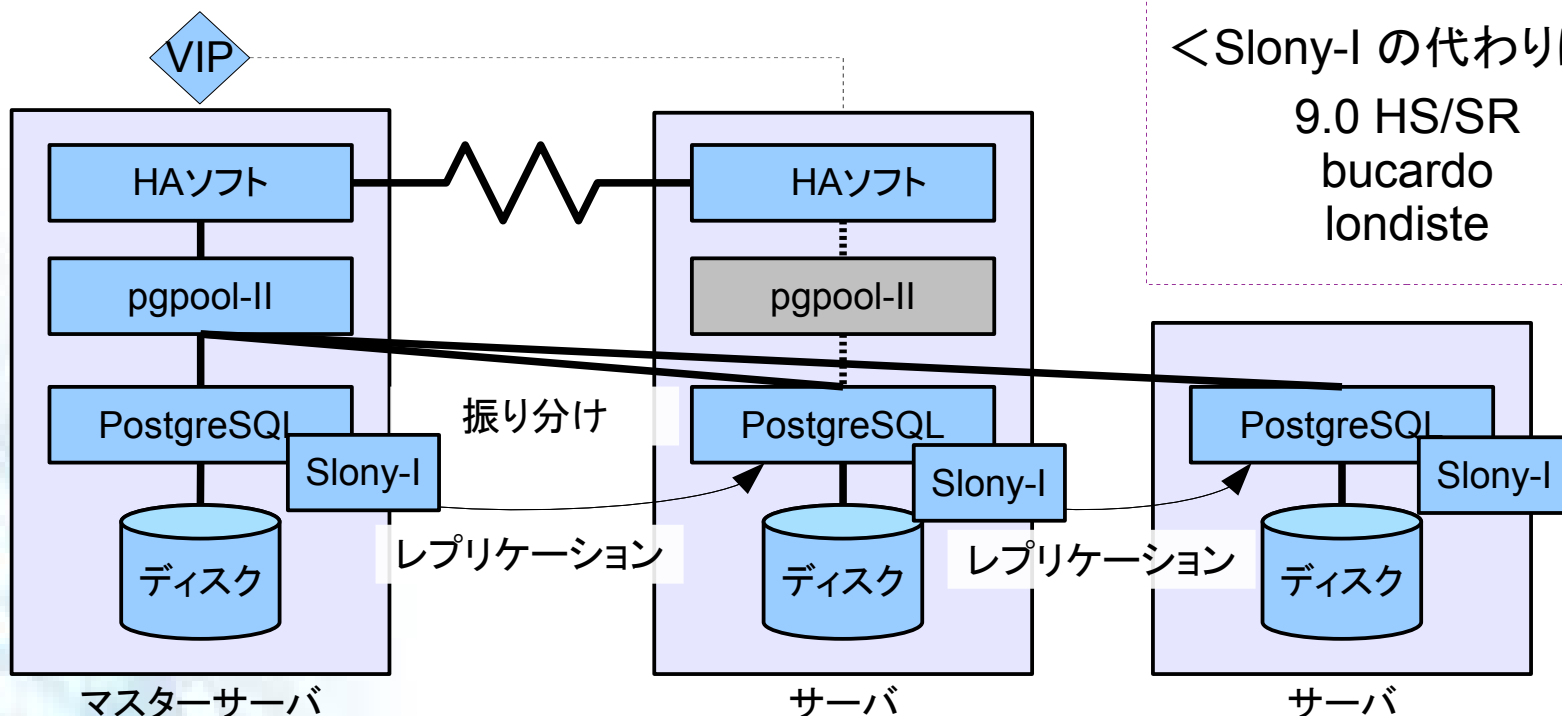 VIP
<Slony-I の代わりに
9.0 HS/SR
bucardo
londiste
HAソフト
HAソフト
pgpool-II
pgpool-II
PostgreSQL
振り分け
PostgreSQL
PostgreSQL
Slony-I
Slony-I
Slony-I
レプリケーション
レプリケーション
ディスク
ディスク
ディスク
マスターサーバ
サーバ
サーバ